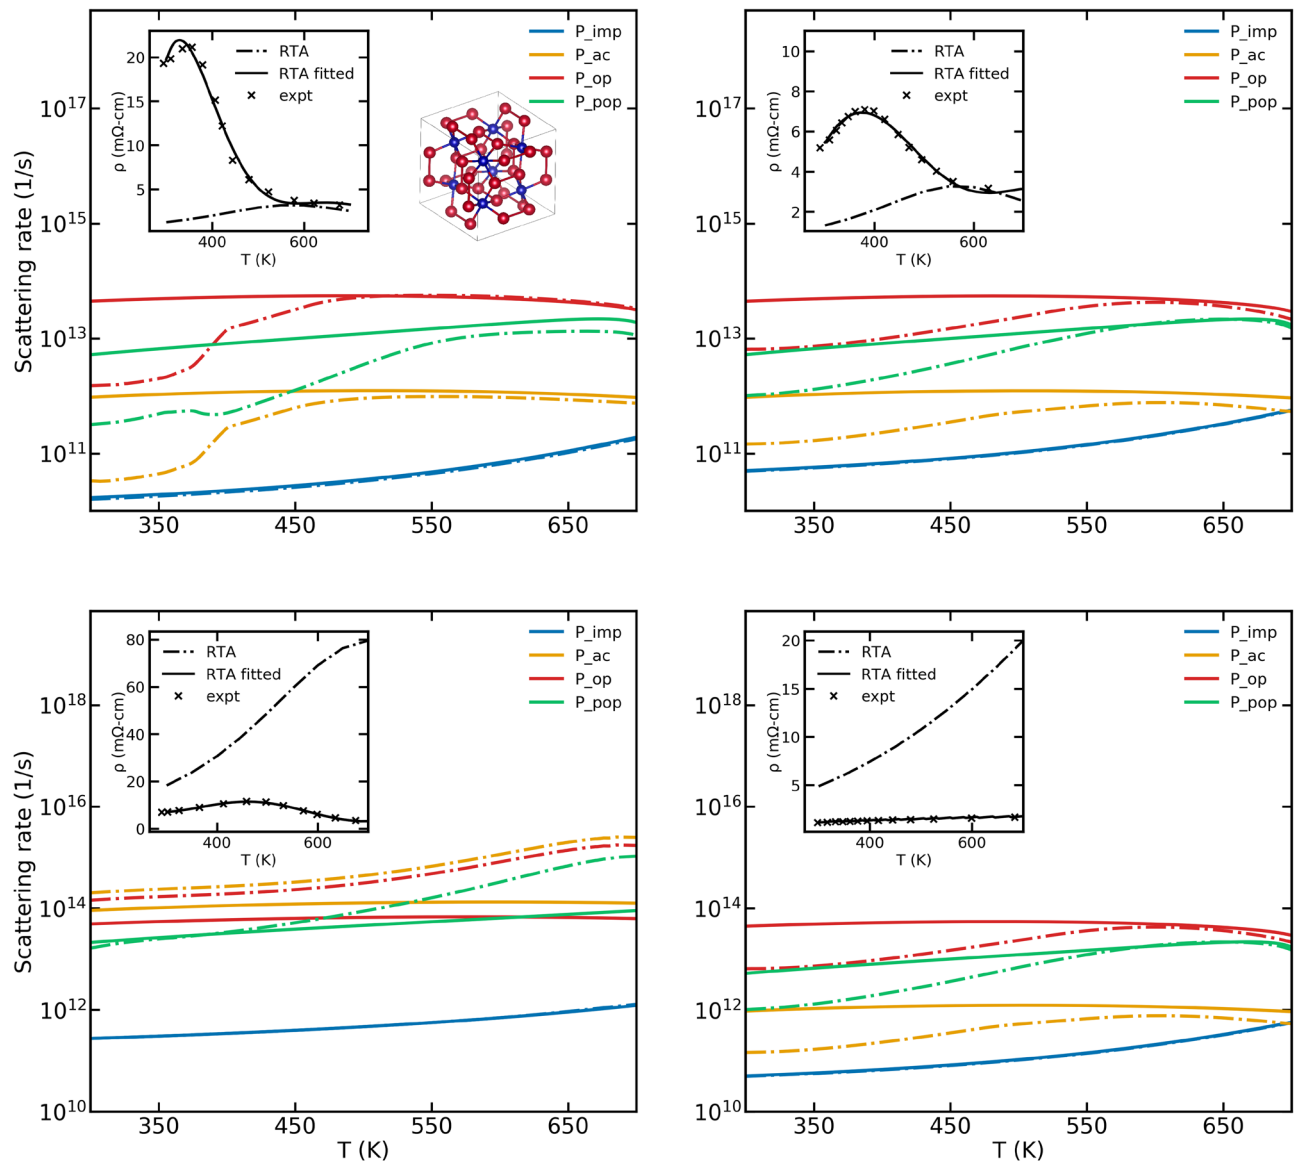 P_imp
P_ac
P_op
P_pop
RTA
RTA fitted
expt
20
15
10
5
ρ (mΩ-cm)
400
600
T (K)
10^17
10^15
10^13
10^11
Scattering rate (1/s)
350
450
550
650
P_imp
P_ac
P_op
P_pop
RTA
RTA fitted
expt
10
8
6
4
2
ρ (mΩ-cm)
400
600
T (K)
10^17
10^15
10^13
10^11
350
450
550
650
P_imp
P_ac
P_op
P_pop
RTA
RTA fitted
expt
80
60
40
20
0
ρ (mΩ-cm)
400
600
T (K)
10^18
10^16
10^14
10^12
10^10
Scattering rate (1/s)
350
450
550
650
T (K)
P_imp
P_ac
P_op
P_pop
RTA
RTA fitted
expt
20
15
10
5
ρ (mΩ-cm)
400
600
T (K)
10^18
10^16
10^14
10^12
10^10
350
450
550
650
T (K)